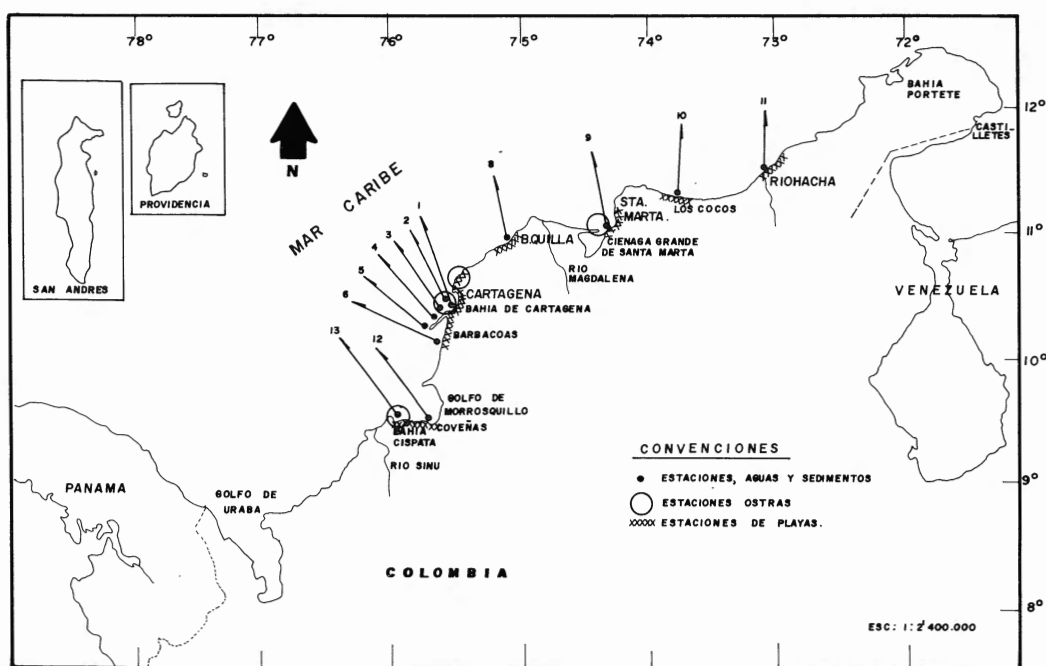 78°
77°
76°
75°
74°
73°
72°
SAN ANDRES
PROVIDENCIA
N
MAR CARIBE
BAHIA
PORTETE
12°
CASTI-
LLETES
11
10
9
8
1
2
3
4
5
6
13
12
RIOHACHA
STA.
MARTA.
LOS COCOS
B.QUILLA
CIENAGA GRANDE
DE SANTA MARTA
11°
RIO
MAGDALENA
CARTAGENA
BAHIA DE CARTAGENA
VENEZUELA
BARBACOAS
10°
GOLFO DE
MORROSQUILLO
COVEÑAS
BAHIA
CISPATA
RIO SINU
CONVENCIONES
ESTACIONES, AGUAS Y SEDIMENTOS
ESTACIONES OSTRAS
ESTACIONES DE PLAYAS.
9°
PANAMA
GOLFO DE
URABA
COLOMBIA
8°
ESC: 1:2'400.000